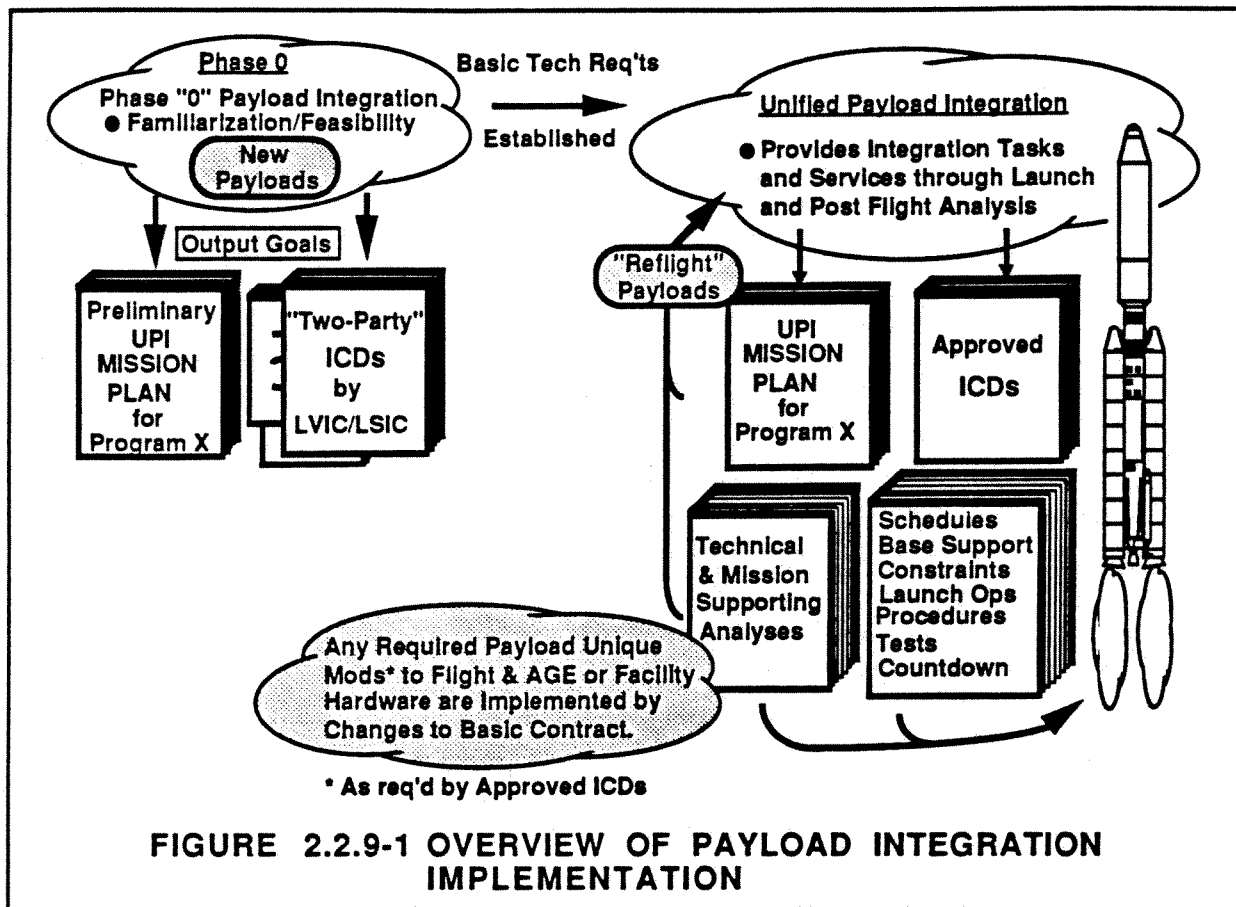 Phase 0
Phase "0" Payload Integration
● Familiarization/Feasibility
New
Payloads
Basic Tech Req'ts
Established
Unified Payload Integration
● Provides Integration Tasks
and Services through Launch
and Post Flight Analysis
Output Goals
"Reflight"
Payloads
Preliminary
UPI
MISSION
PLAN
for
Program X
"Two-Party"
ICDs
by
LVIC/LSIC
UPI
MISSION
PLAN
for
Program X
Approved
ICDs
Technical
& Mission
Supporting
Analyses
Schedules
Base Support
Constraints
Launch Ops
Procedures
Tests
Countdown
Any Required Payload Unique
Mods* to Flight & AGE or Facility
Hardware are Implemented by
Changes to Basic Contract.
* As req'd by Approved ICDs
FIGURE 2.2.9-1 OVERVIEW OF PAYLOAD INTEGRATION
IMPLEMENTATION